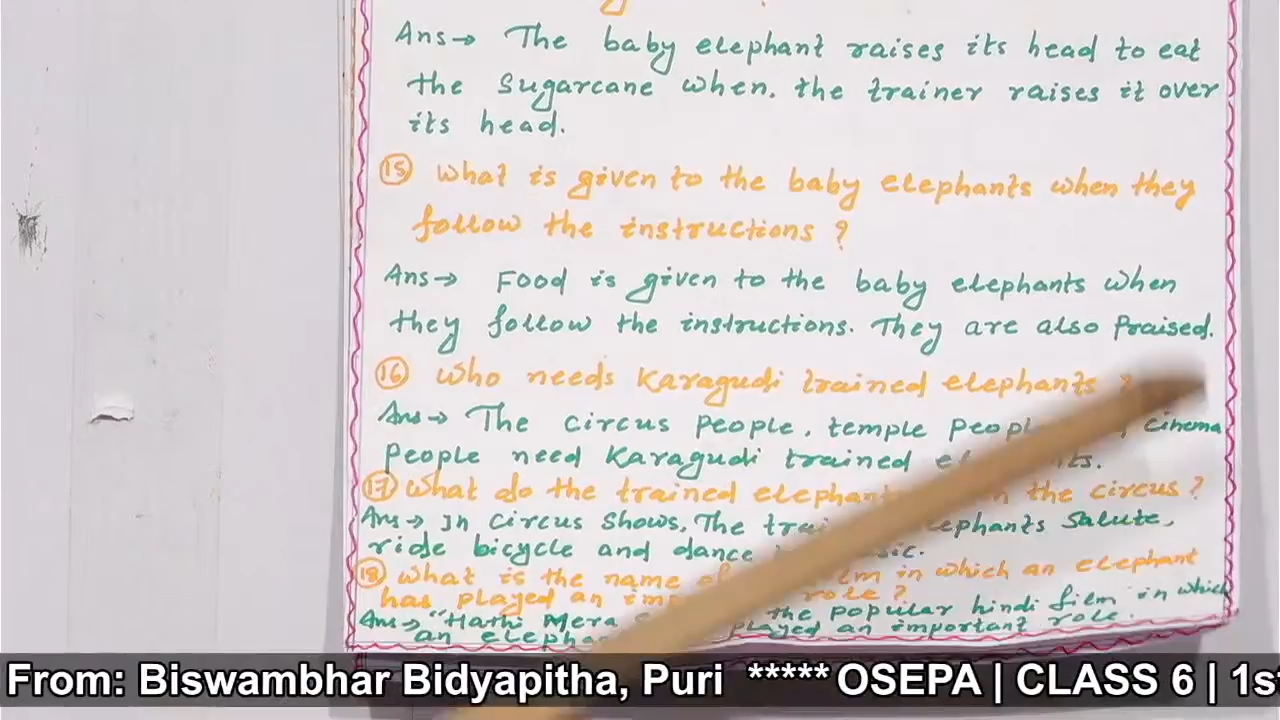 Ans→ The baby elephant raises its head to eat
the Sugarcane when. the trainer raises it over
its head.
15 What is given to the baby elephants when they
follow the instructions ?
Ans→ Food is given to the baby elephants when
they follow the instructions. They are also Praised.
16 Who needs Karagudi trained elephants ?
Ans→ The circus People, temple People cinema
People need Karagudi trained
17 What do the trained the circus ?
Ans→ In circus shows, The Salute,
ride bicycle and dance
18 What is the name in which an elephant
has played an role ?
Ans→ "Hathi Mera the popular hindi film in which
an played an important role.
From: Biswambhar Bidyapitha, Puri ***** OSEPA | CLASS 6 | 1s